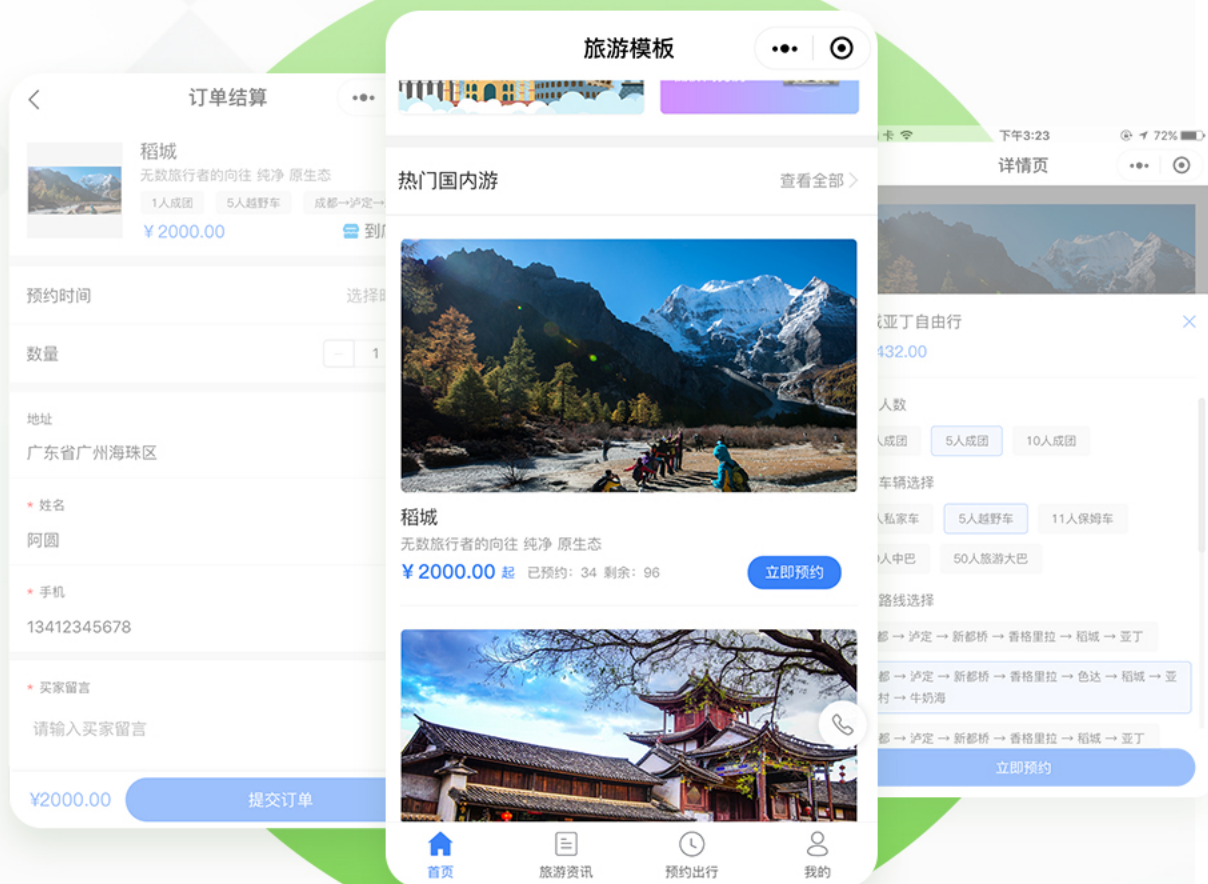 订单结算
稻城
无数旅行者的向往 纯净 原生态
1人成团 5人越野车 成都→泸定→
￥2000.00 到
预约时间 选择
数量 1
地址
广东省广州海珠区
* 姓名
阿圆
* 手机
13412345678
* 买家留言
请输入买家留言
¥2000.00 提交订单
旅游模板
热门国内游 查看全部
稻城
无数旅行者的向往 纯净 原生态
￥2000.00 起 已预约：34 剩余：96 立即预约
首页 旅游资讯 预约出行 我的
卡 下午3:23 72%
详情页
亚丁自由行
432.00
人数
人成团 5人成团 10人成团
车辆选择
人私家车 5人越野车 11人保姆车
人中巴 50人旅游大巴
路线选择
都 → 泸定 → 新都桥 → 香格里拉 → 稻城 → 亚丁
都 → 泸定 → 新都桥 → 香格里拉 → 色达 → 稻城 → 亚
村 → 牛奶海
都 → 泸定 → 新都桥 → 香格里拉 → 稻城 → 亚丁
立即预约